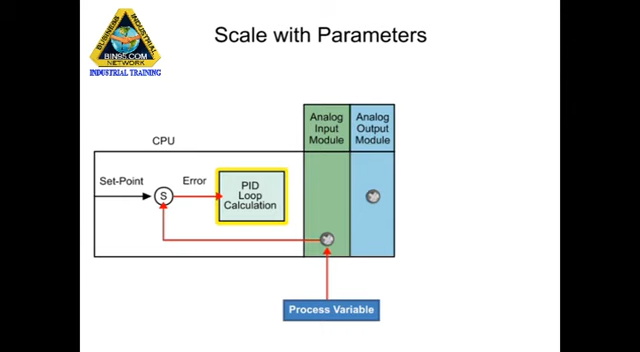 Scale with Parameters
BUSINESS INDUSTRIAL NETWORK
BIN95.COM
INDUSTRIAL TRAINING
CPU
Analog
Input
Module
Analog
Output
Module
Set-Point
S
Error
PID
Loop
Calculation
Process Variable